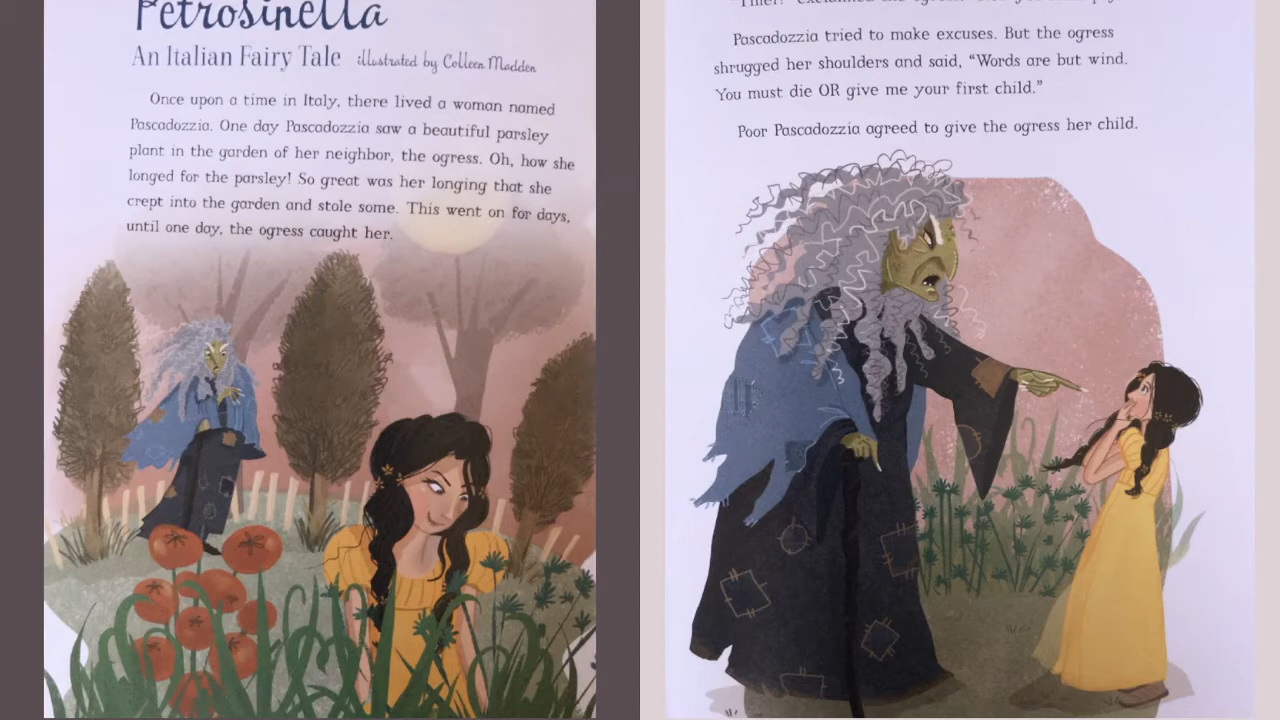 Petrosinella
An Italian Fairy Tale illustrated by Colleen Madden
Once upon a time in Italy, there lived a woman named
Pascadozzia. One day Pascadozzia saw a beautiful parsley
plant in the garden of her neighbor, the ogress. Oh, how she
longed for the parsley! So great was her longing that she
crept into the garden and stole some. This went on for days,
until one day, the ogress caught her.
Pascadozzia tried to make excuses. But the ogress
shrugged her shoulders and said, “Words are but wind.
You must die OR give me your first child.”
Poor Pascadozzia agreed to give the ogress her child.